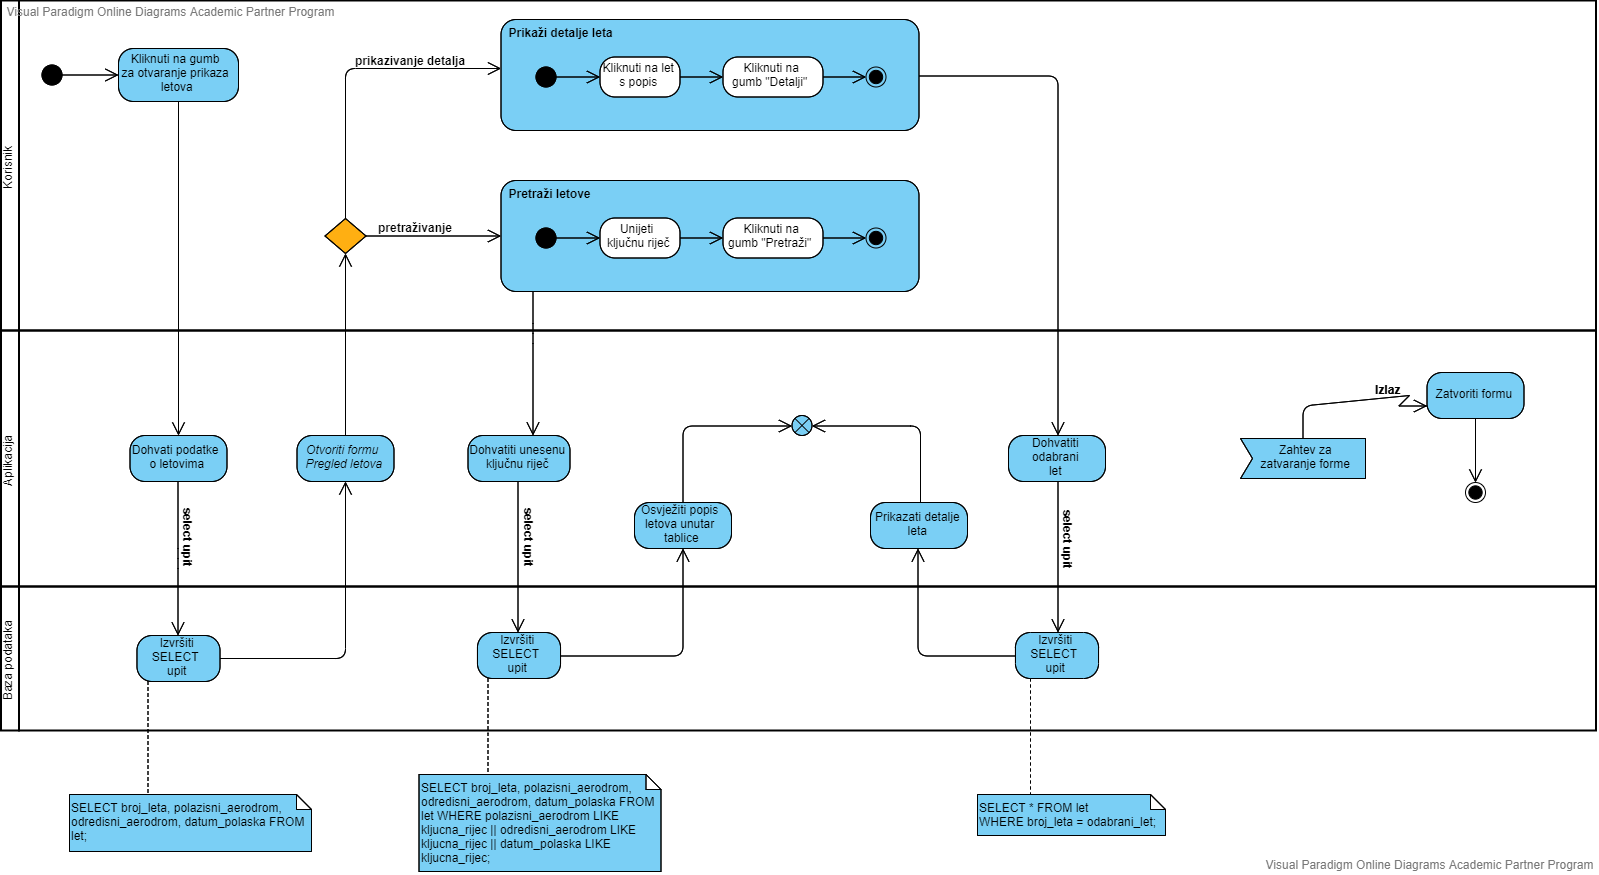 Visual Paradigm Online Diagrams Academic Partner Program
Korisnik
Kliknuti na gumb
za otvaranje prikaza
letova
prikazivanje detalja
Prikaži detalje leta
Kliknuti na let
s popis
Kliknuti na
gumb "Detalji"
pretraživanje
Pretraži letove
Unijeti
ključnu riječ
Kliknuti na
gumb "Pretraži"
Aplikacija
Dohvati podatke
o letovima
Otvoriti formu
Pregled letova
Dohvatiti unesenu
ključnu riječ
Dohvatiti
odabrani
let
Izlaz
Zatvoriti formu
Zahtev za
zatvaranje forme
select upit
select upit
Osvježiti popis
letova unutar
tablice
Prikazati detalje
leta
select upit
Baza podataka
Izvršiti
SELECT
upit
Izvršiti
SELECT
upit
Izvršiti
SELECT
upit
SELECT broj_leta, polazisni_aerodrom,
odredisni_aerodrom, datum_polaska FROM
let;
SELECT broj_leta, polazisni_aerodrom,
odredisni_aerodrom, datum_polaska FROM
let WHERE polazisni_aerodrom LIKE
kljucna_rijec || odredisni_aerodrom LIKE
kljucna_rijec || datum_polaska LIKE
kljucna_rijec;
SELECT * FROM let
WHERE broj_leta = odabrani_let;
Visual Paradigm Online Diagrams Academic Partner Program